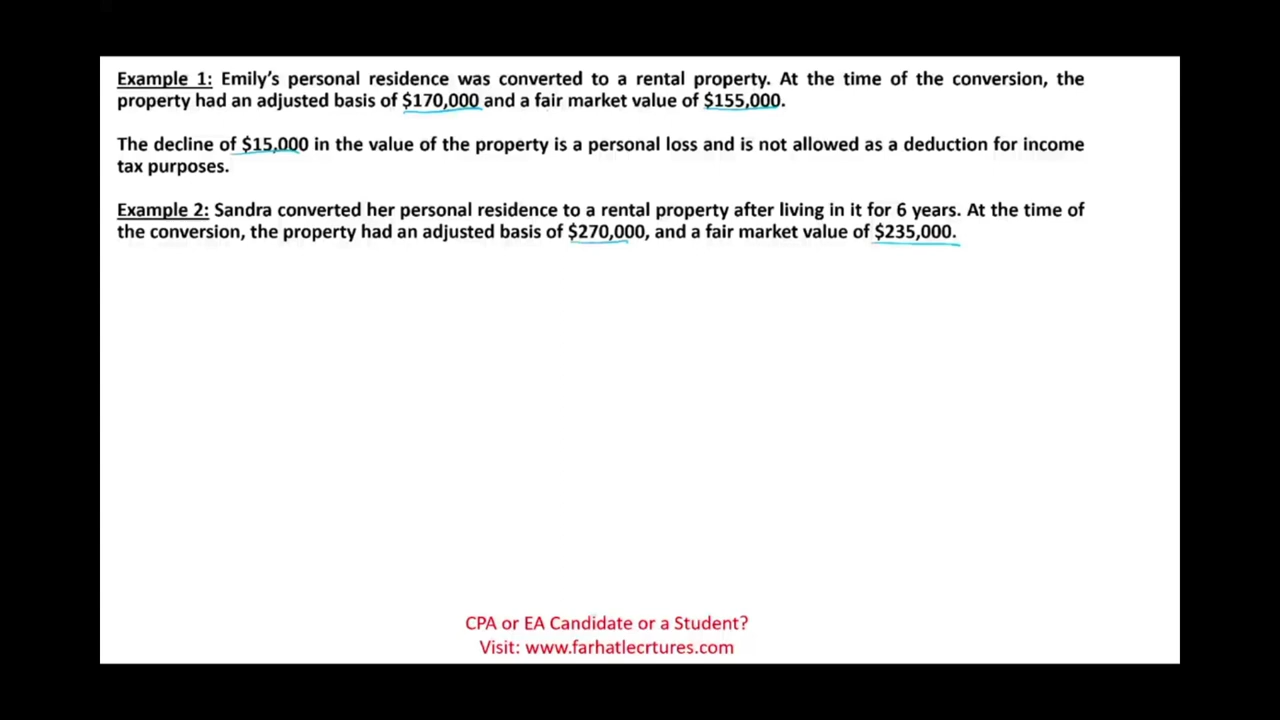 Example 1: Emily's personal residence was converted to a rental property. At the time of the conversion, the
property had an adjusted basis of $170,000 and a fair market value of $155,000.
The decline of $15,000 in the value of the property is a personal loss and is not allowed as a deduction for income
tax purposes.
Example 2: Sandra converted her personal residence to a rental property after living in it for 6 years. At the time of
the conversion, the property had an adjusted basis of $270,000, and a fair market value of $235,000.
CPA or EA Candidate or a Student?
Visit: www.farhatlecrtures.com